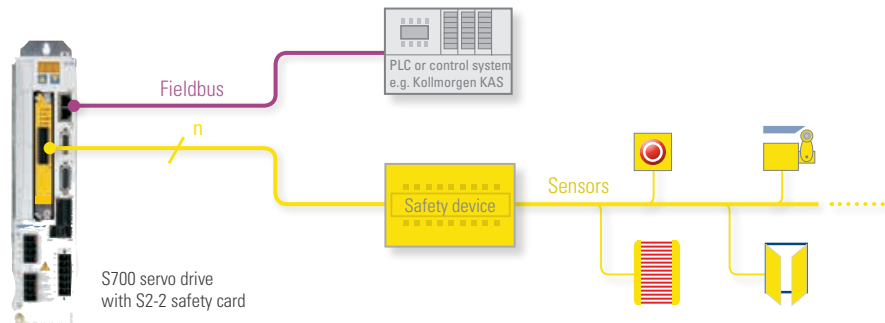 PLC or control system
e.g. Kollmorgen KAS
Fieldbus
n
Sensors
Safety device
S700 servo drive
with S2-2 safety card